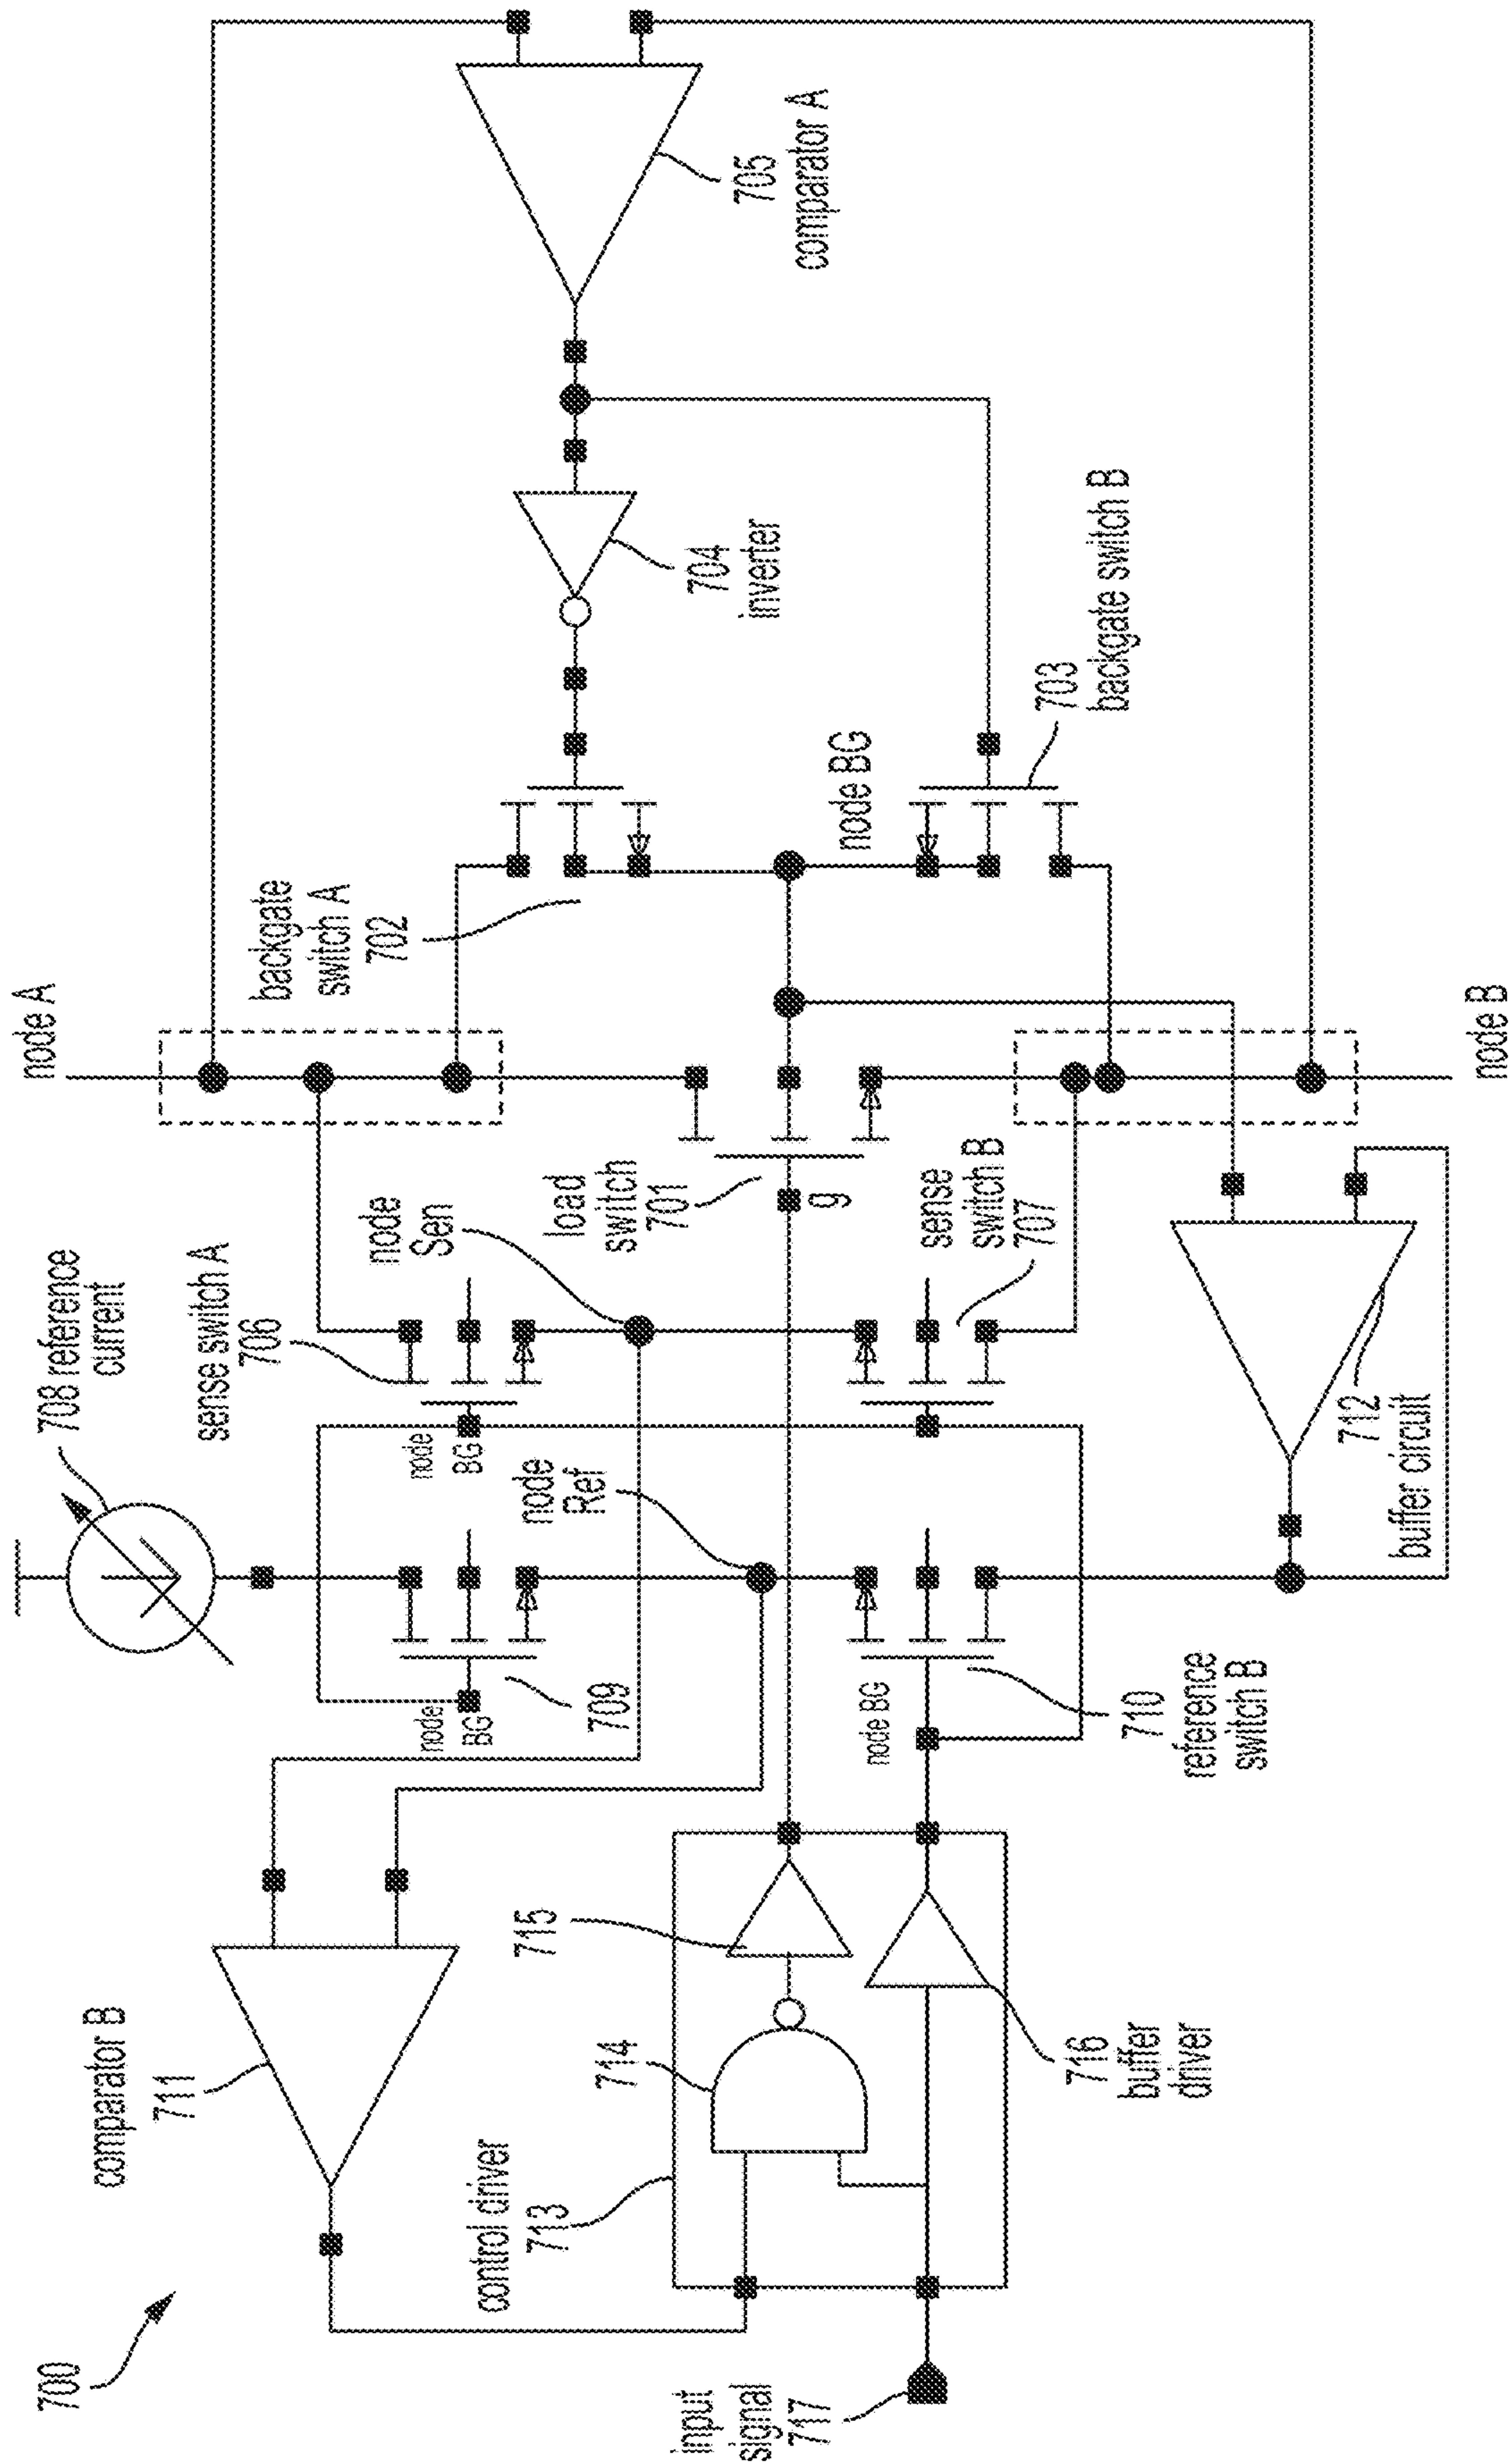 700
input
signal
717
comparator B
711
control driver
713
714
715
716
buffer
driver
708 reference
current
sense switch A
706
node
BG
node
BG
709
node
Ref
node BG
710
reference
switch B
node
Sen
load
switch
701
g
sense
switch B
707
712
buffer circuit
node A
node B
backgate
switch A
702
node BG
703
backgate switch B
704
inverter
705
comparator A